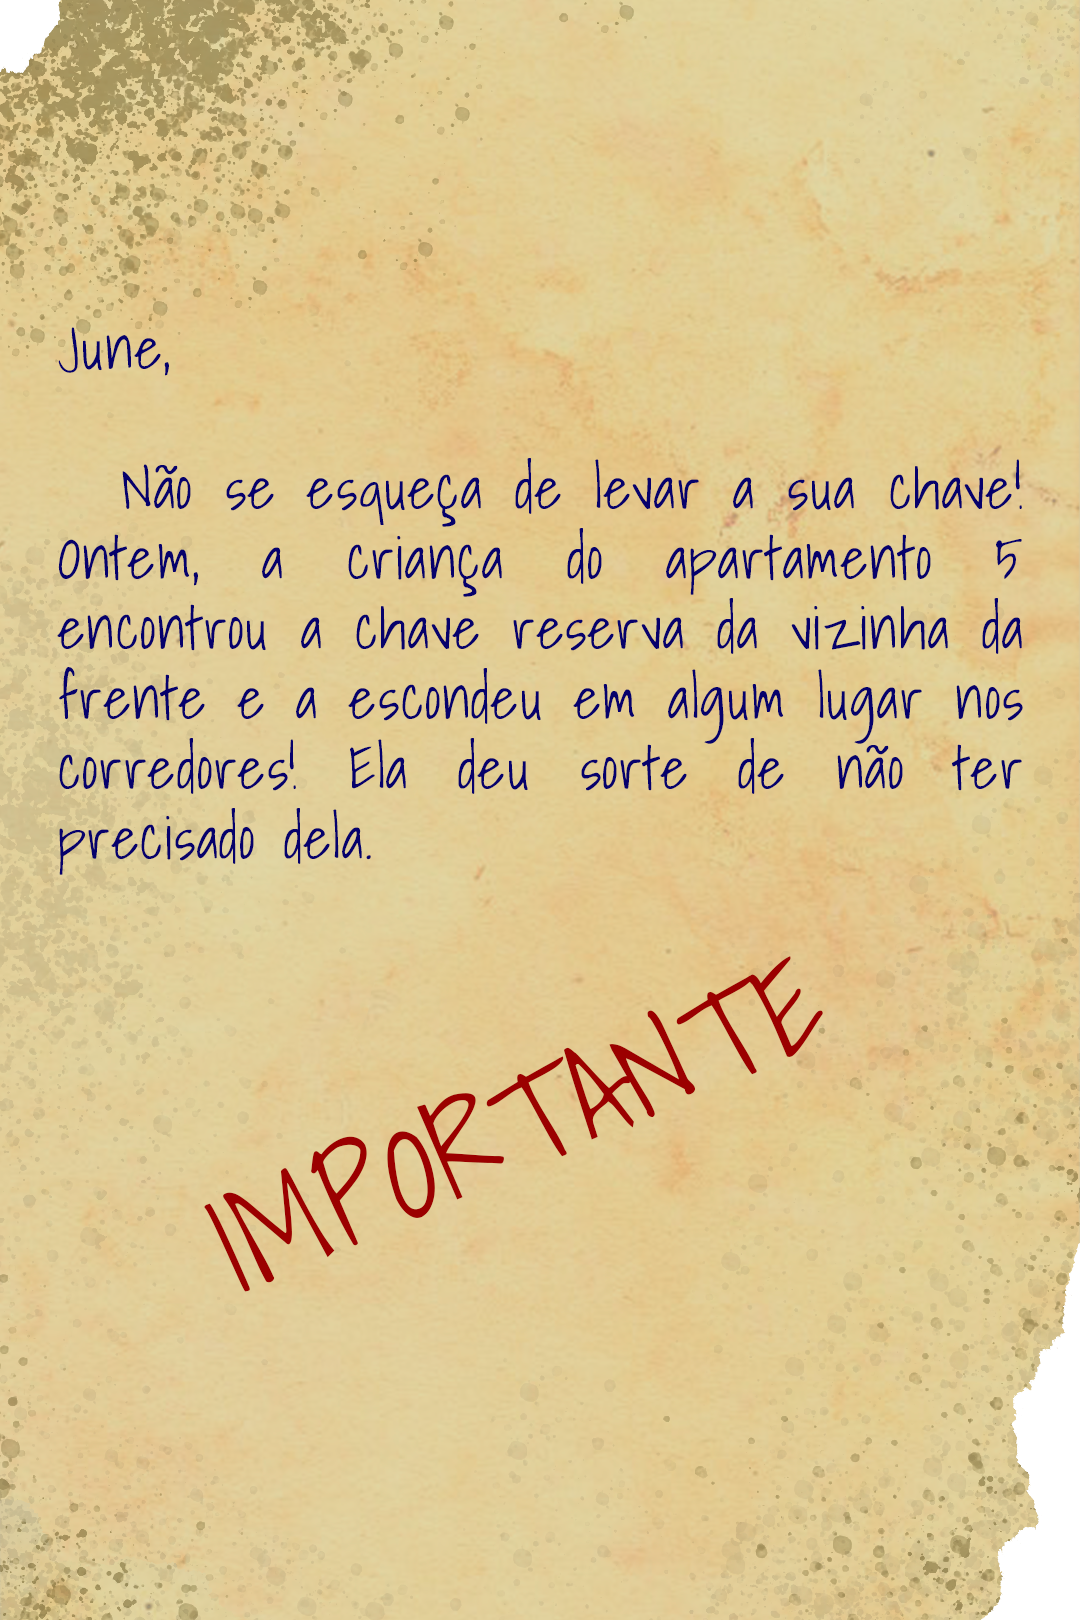 June,
Não se esqueça de levar a sua chave!
Ontem, a criança do apartamento 5
encontrou a chave reserva da vizinha da
frente e a escondeu em algum lugar nos
corredores! Ela deu sorte de não ter
precisado dela.
IMPORTANTE